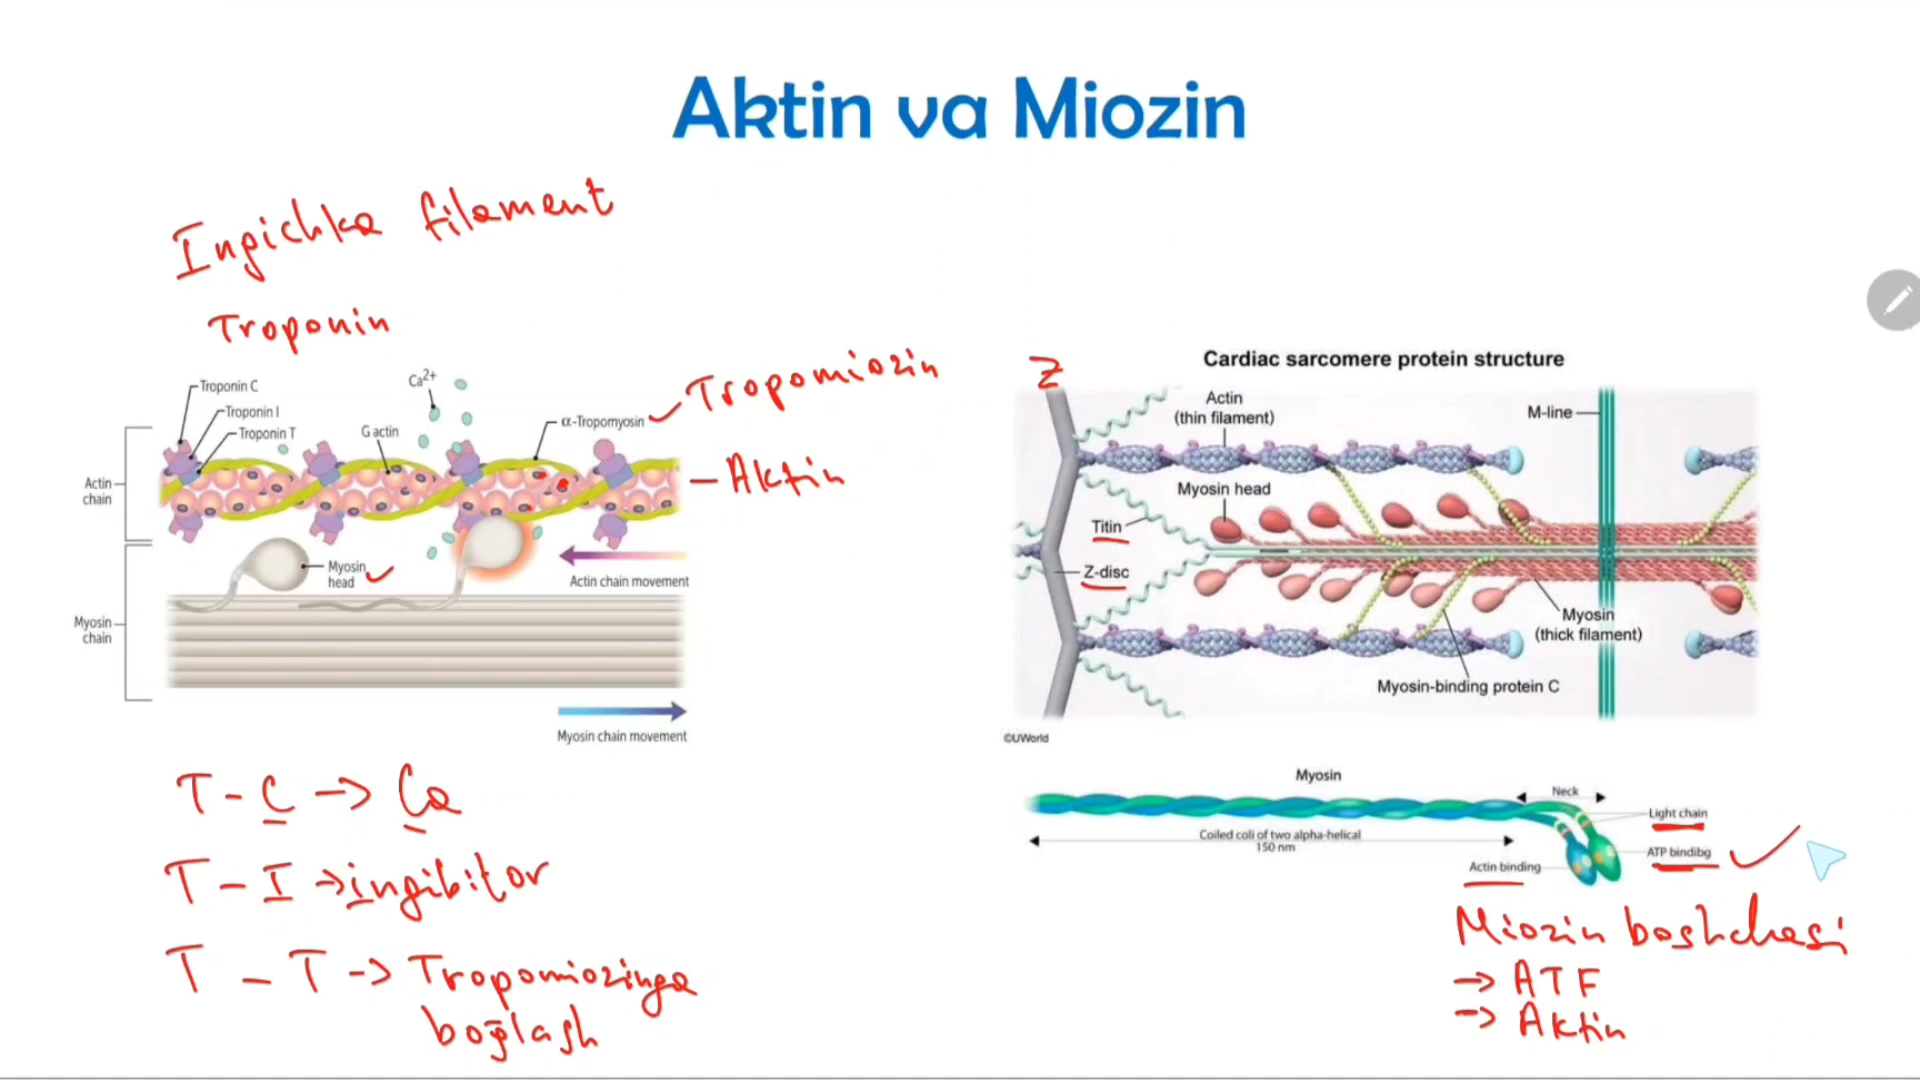 Aktin va Miozin
Ingichka filament
Troponin
Troponin C
Troponin I
Troponin T
Ca2+
G actin
α-Tropomyosin
Tropomiozin
– Aktin
Actin
chain
Myosin
head
Actin chain movement
Myosin
chain
Myosin chain movement
T - C → Ca
T - I → ingibitor
T - T → Tropomiozinga
bog̅lash
Z
Cardiac sarcomere protein structure
Actin
(thin filament)
M-line
Myosin head
Titin
Z-disc
Myosin
(thick filament)
Myosin-binding protein C
©UWorld
Myosin
Neck
Light chain
Coiled coli of two alpha-helical
150 nm
ATP bindibg
Actin binding
Miozin boshchasi
→ ATF
→ Aktin